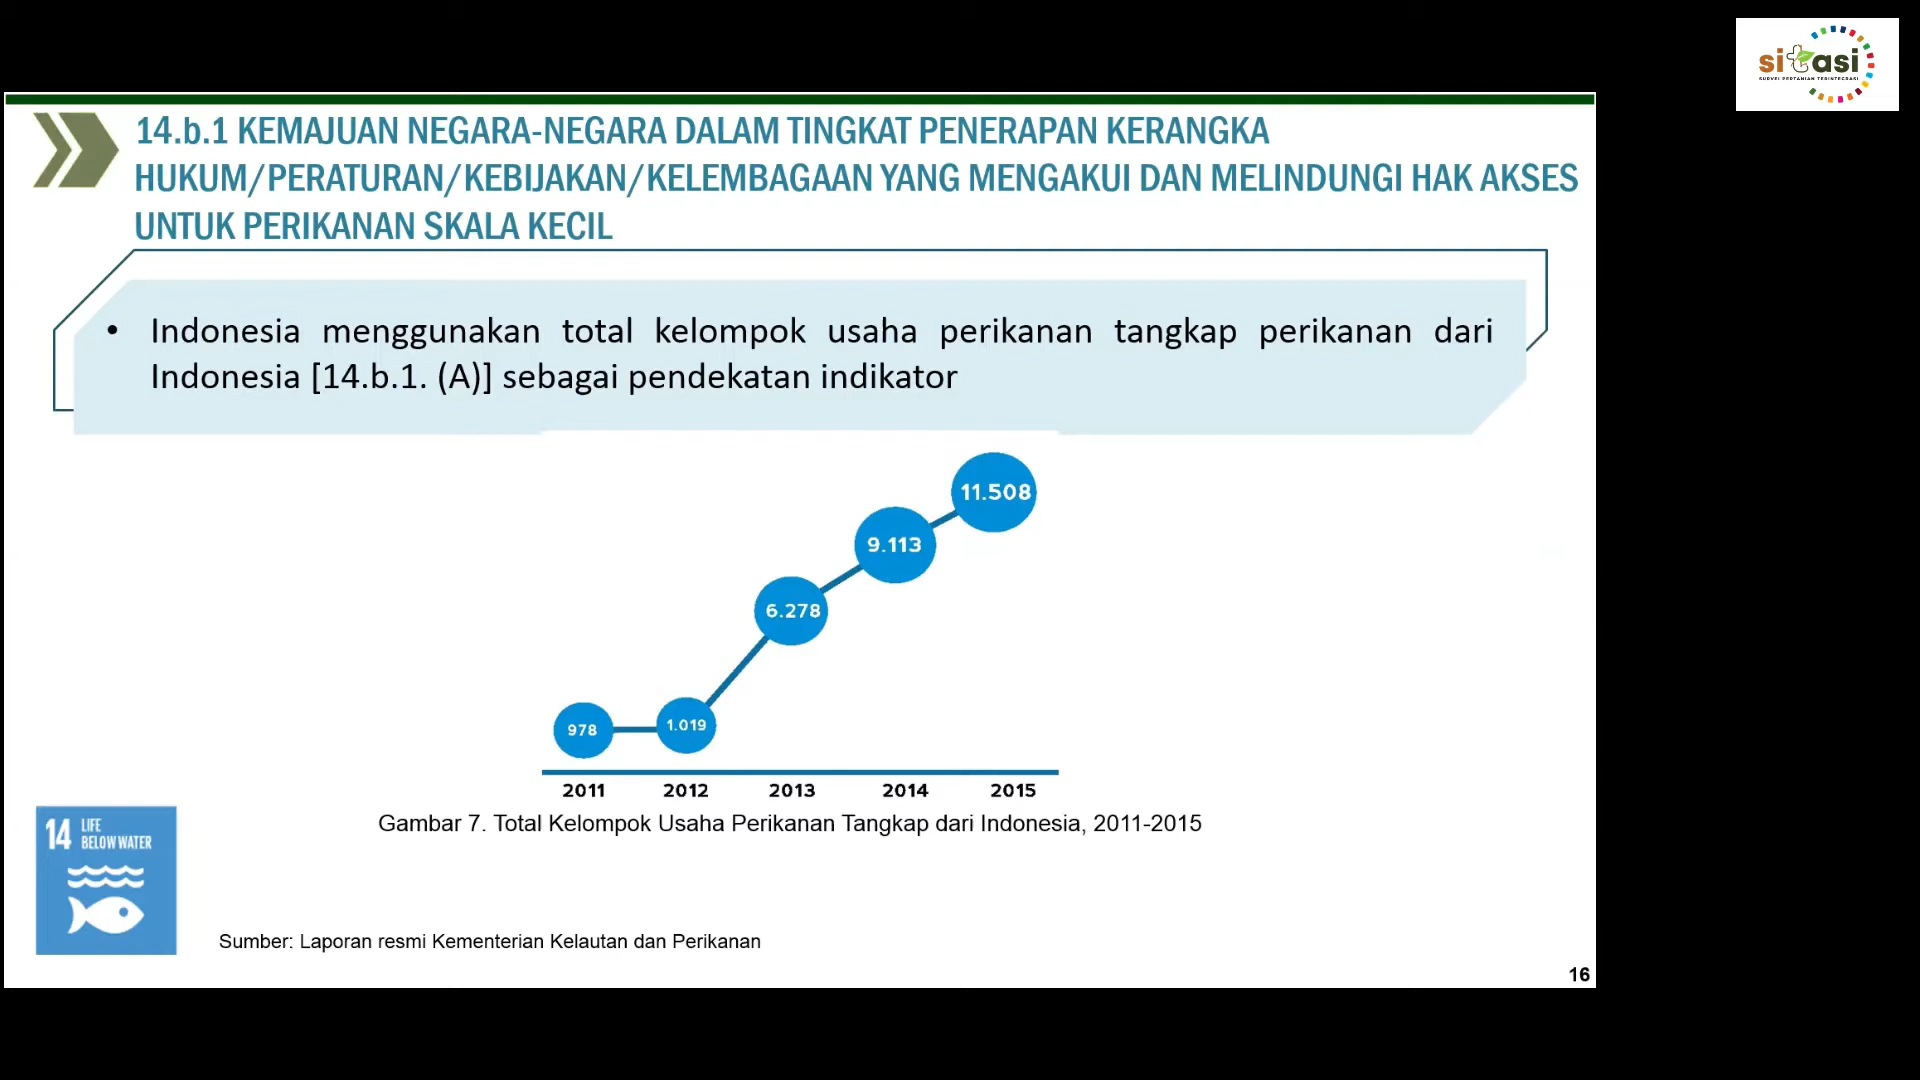 sitasi
SURVEI PERTANIAN TERINTEGRASI
14.b.1 KEMAJUAN NEGARA-NEGARA DALAM TINGKAT PENERAPAN KERANGKA
HUKUM/PERATURAN/KEBIJAKAN/KELEMBAGAAN YANG MENGAKUI DAN MELINDUNGI HAK AKSES
UNTUK PERIKANAN SKALA KECIL
• Indonesia menggunakan total kelompok usaha perikanan tangkap perikanan dari
Indonesia [14.b.1. (A)] sebagai pendekatan indikator
11.508
9.113
6.278
978
1.019
2011 2012 2013 2014 2015
Gambar 7. Total Kelompok Usaha Perikanan Tangkap dari Indonesia, 2011-2015
14 LIFE
BELOW WATER
Sumber: Laporan resmi Kementerian Kelautan dan Perikanan
16